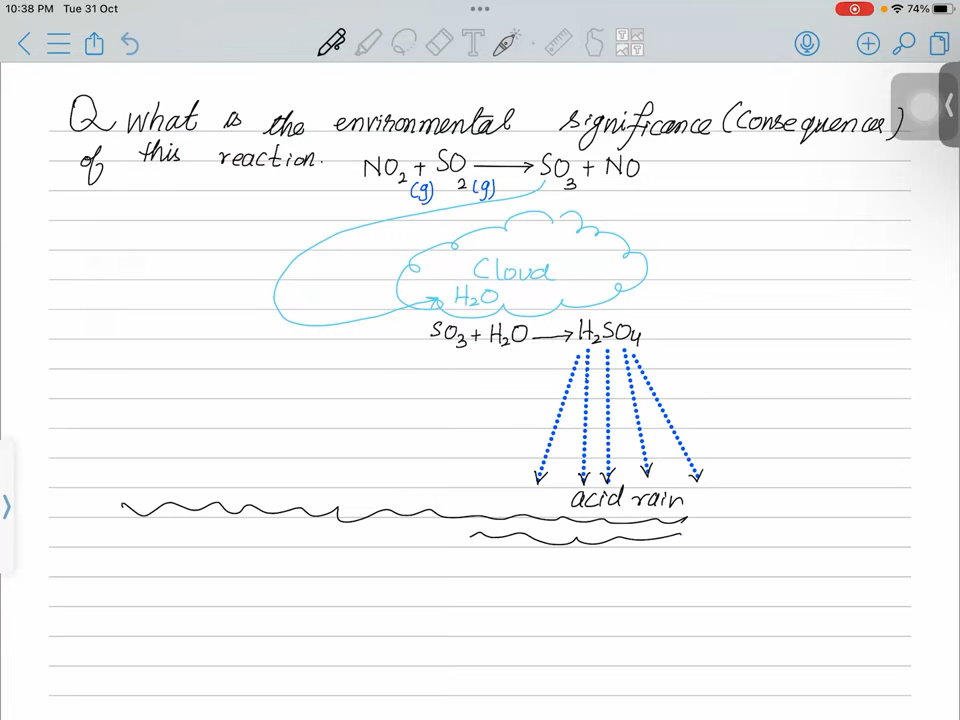 10:38 PM Tue 31 Oct
74%
Q What is the environmental significance (Consequences)
of this reaction. NO2 + SO2 ⟶ SO3 + NO
(g) (g)
Cloud
H2O
SO3 + H2O ⟶ H2SO4
acid rain